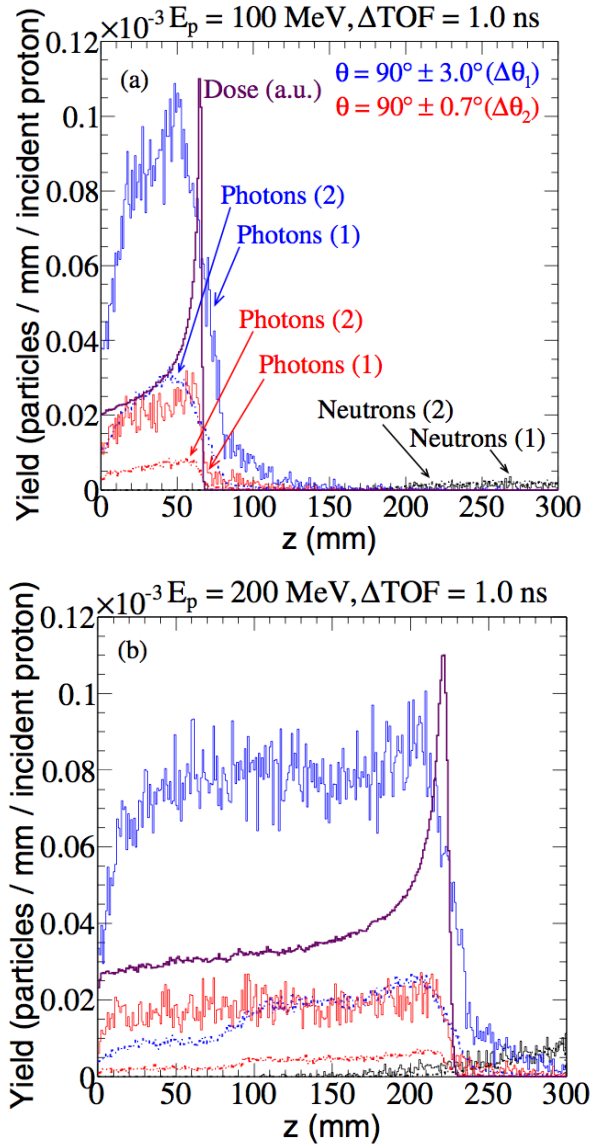 ×10⁻³ Eₚ = 100 MeV, ΔTOF = 1.0 ns
0.12
(a)
Dose (a.u.)
θ = 90° ± 3.0° (Δθ₁)
θ = 90° ± 0.7° (Δθ₂)
0.1
0.08
Photons (2)
Photons (1)
0.06
Photons (2)
0.04
Photons (1)
Neutrons (2)
Neutrons (1)
0.02
0
0 50 100 150 200 250 300
z (mm)
Yield (particles / mm / incident proton)
×10⁻³ Eₚ = 200 MeV, ΔTOF = 1.0 ns
0.12
(b)
0.1
0.08
0.06
0.04
0.02
0
0 50 100 150 200 250 300
z (mm)
Yield (particles / mm / incident proton)